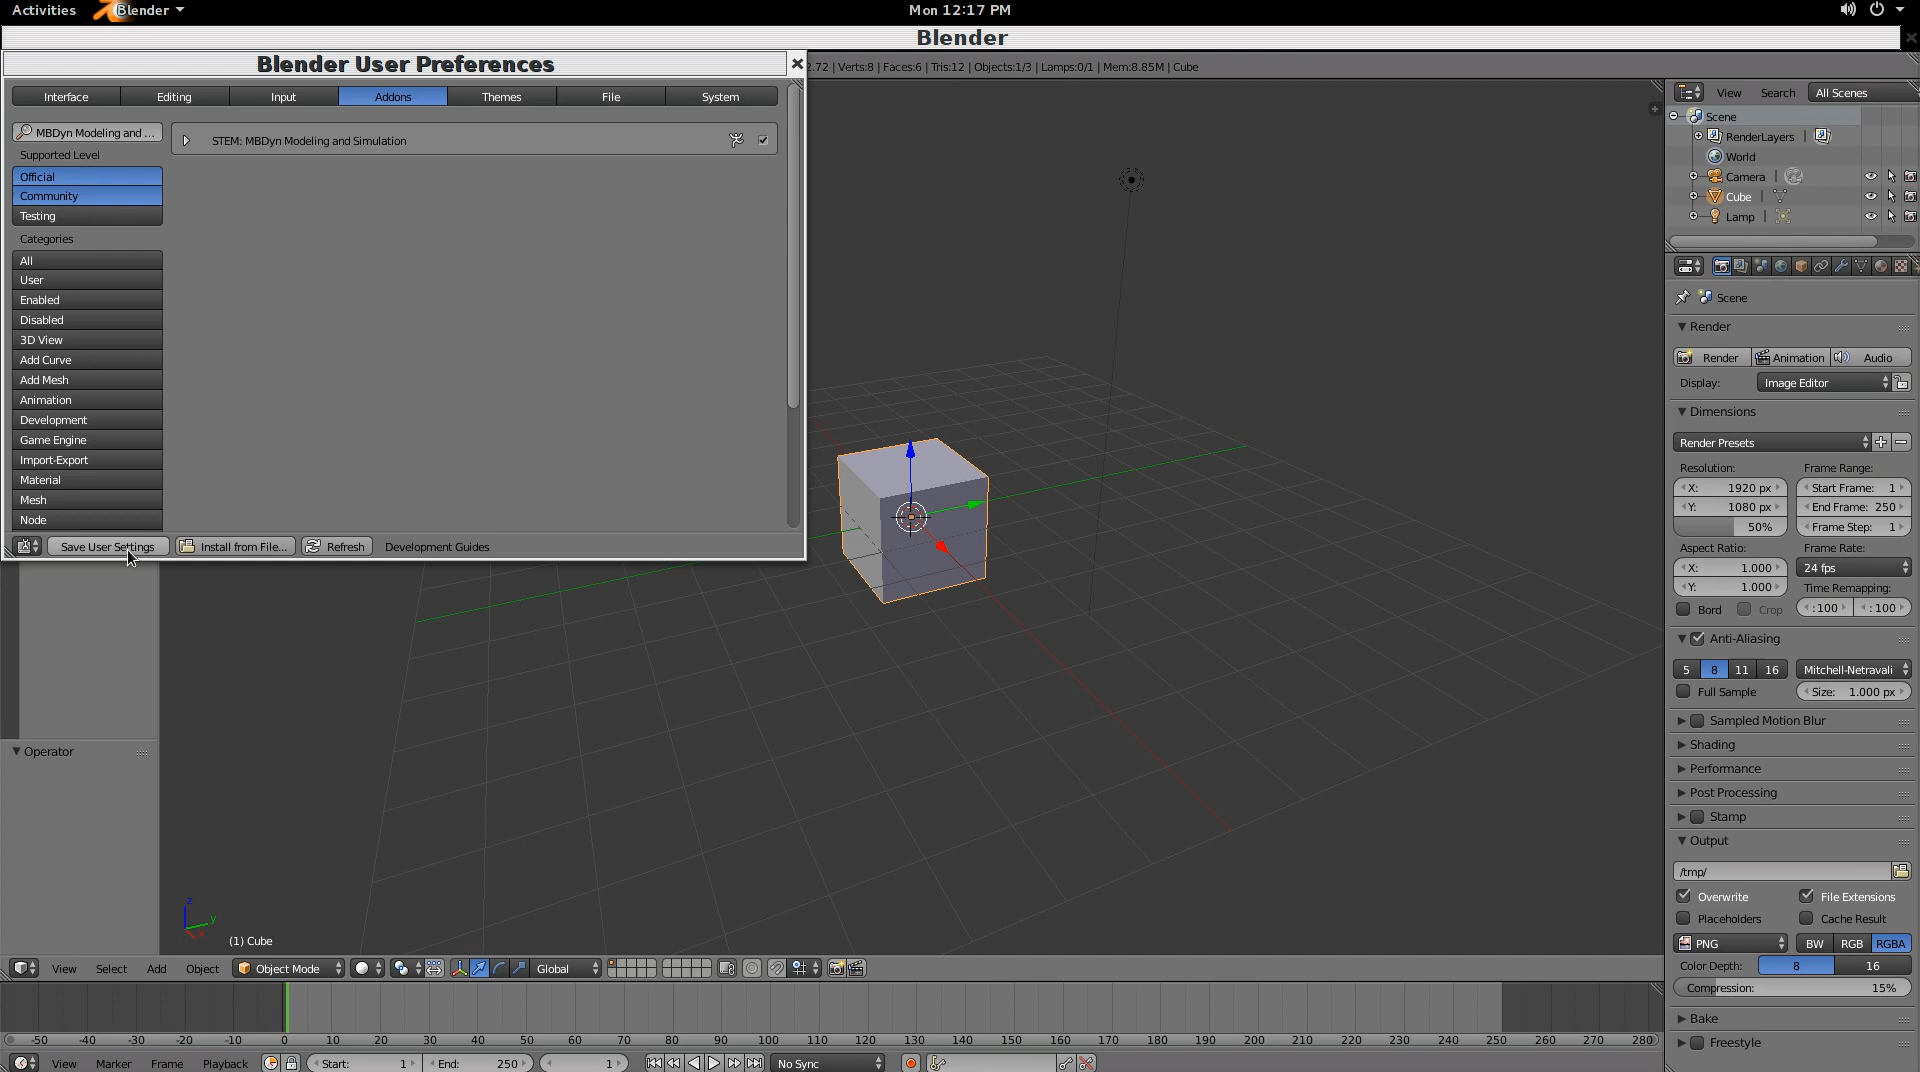 Activities Blender Mon 12:17 PM
Blender
Blender User Preferences
2.72 | Verts:8 | Faces:6 | Tris:12 | Objects:1/3 | Lamps:0/1 | Mem:8.85M | Cube
Interface Editing Input Addons Themes File System
MBDyn Modeling and ...
STEM: MBDyn Modeling and Simulation
Supported Level
Official
Community
Testing
Categories
All
User
Enabled
Disabled
3D View
Add Curve
Add Mesh
Animation
Development
Game Engine
Import-Export
Material
Mesh
Node
Save User Settings Install from File... Refresh Development Guides
Operator
z
y
(1) Cube
View Select Add Object Object Mode Global
-50 -40 -30 -20 -10 0 10 20 30 40 50 60 70 80 90 100 110 120 130 140 150 160 170 180 190 200 210 220 230 240 250 260 270 280
View Marker Frame Playback Start: 1 End: 250 1 No Sync
View Search All Scenes
Scene
RenderLayers |
World
Camera |
Cube |
Lamp |
Scene
Render
Render Animation Audio
Display: Image Editor
Dimensions
Render Presets
Resolution: Frame Range:
X: 1920 px Start Frame: 1
Y: 1080 px End Frame: 250
50% Frame Step: 1
Aspect Ratio: Frame Rate:
X: 1.000 24 fps
Y: 1.000 Time Remapping:
Bord Crop :100 :100
Anti-Aliasing
5 8 11 16 Mitchell-Netravali
Full Sample Size: 1.000 px
Sampled Motion Blur
Shading
Performance
Post Processing
Stamp
Output
/tmp/
Overwrite File Extensions
Placeholders Cache Result
PNG BW RGB RGBA
Color Depth: 8 16
Compression: 15%
Bake
Freestyle